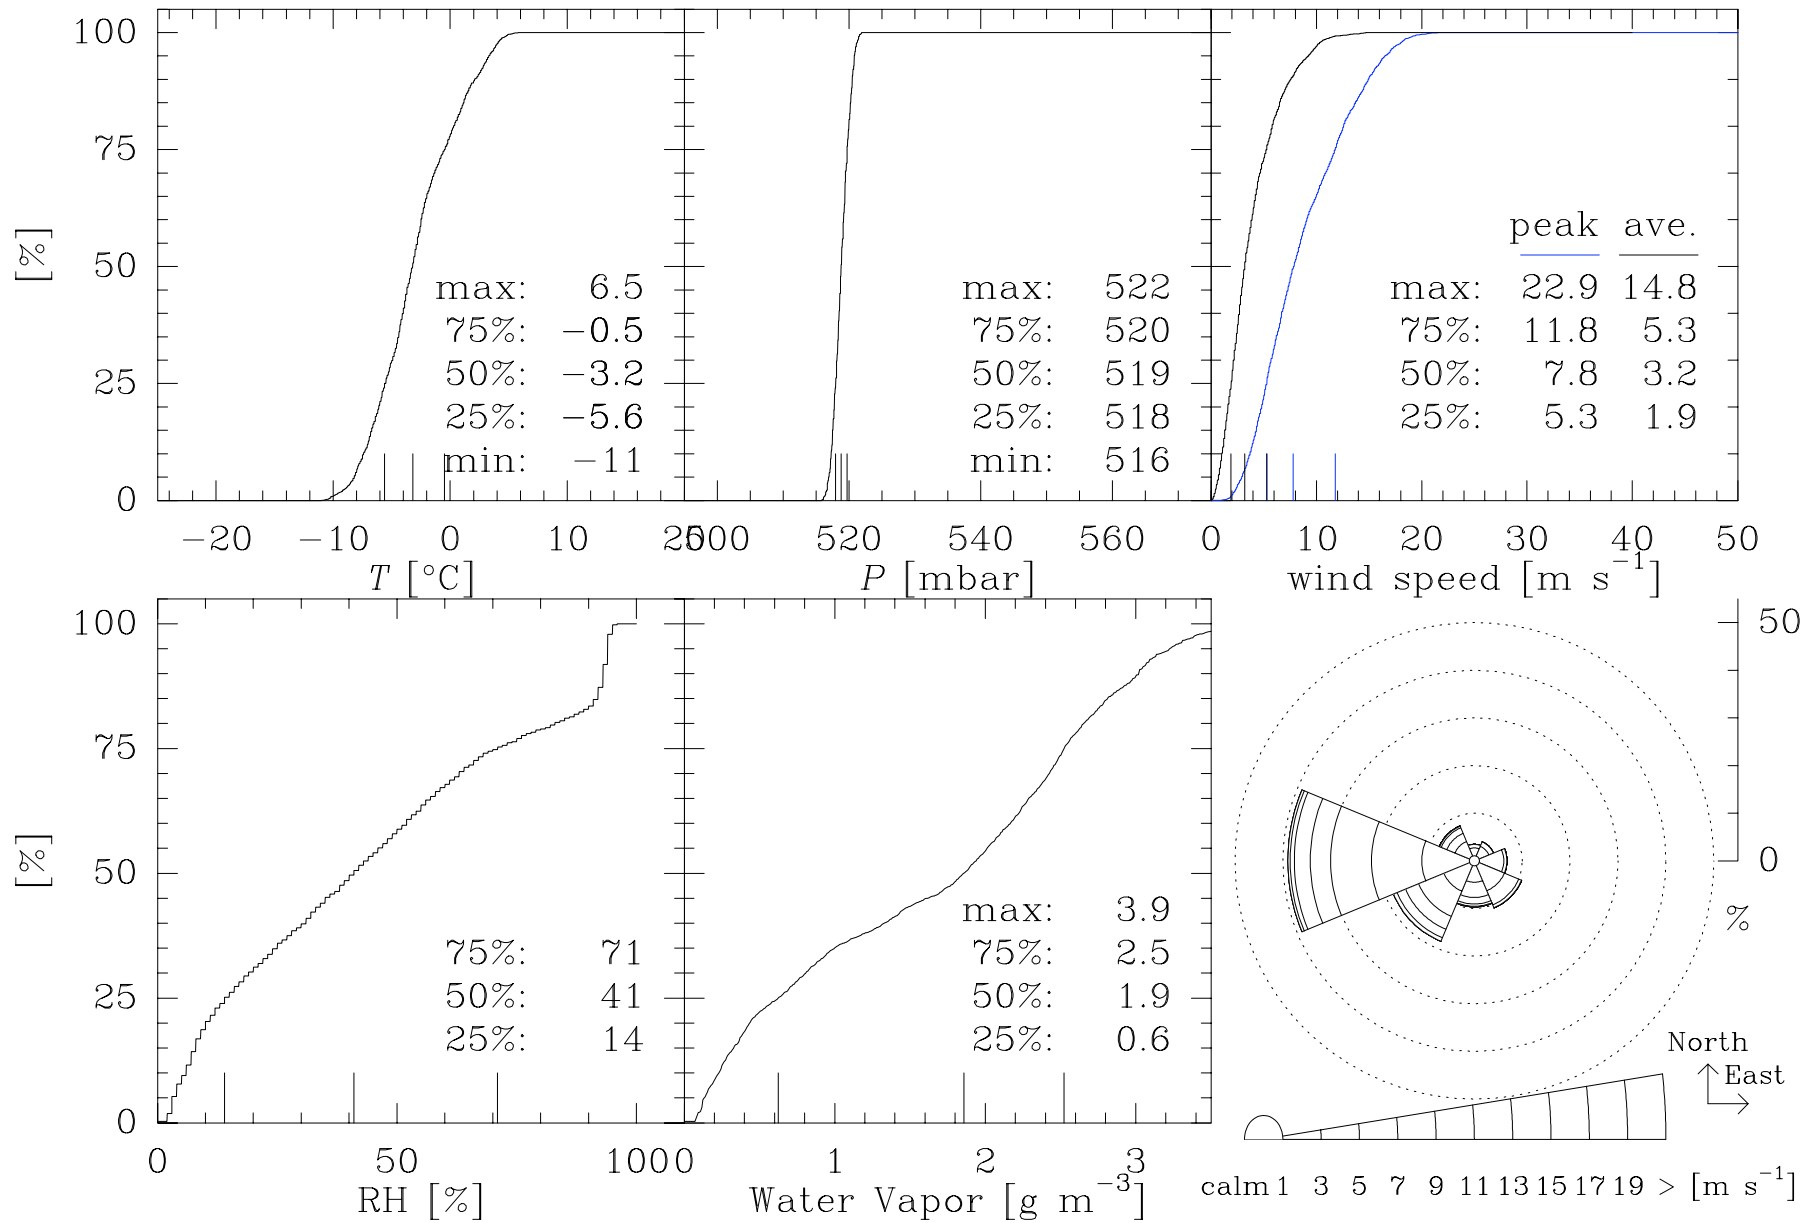 100
75
[%]
50
25
0
max: 6.5
75%: −0.5
50%: −3.2
25%: −5.6
min: −11
−20 −10 0 10 20
T [°C]
max: 522
75%: 520
50%: 519
25%: 518
min: 516
500 520 540 560
P [mbar]
peak ave.
max: 22.9 14.8
75%: 11.8 5.3
50%: 7.8 3.2
25%: 5.3 1.9
0 10 20 30 40 50
wind speed [m s−1]
100
75
[%]
50
25
0
75%: 71
50%: 41
25%: 14
0 50 100
RH [%]
max: 3.9
75%: 2.5
50%: 1.9
25%: 0.6
0 1 2 3
Water Vapor [g m−3]
50
0
%
North
East
calm 1 3 5 7 9 11 13 15 17 19 > [m s−1]